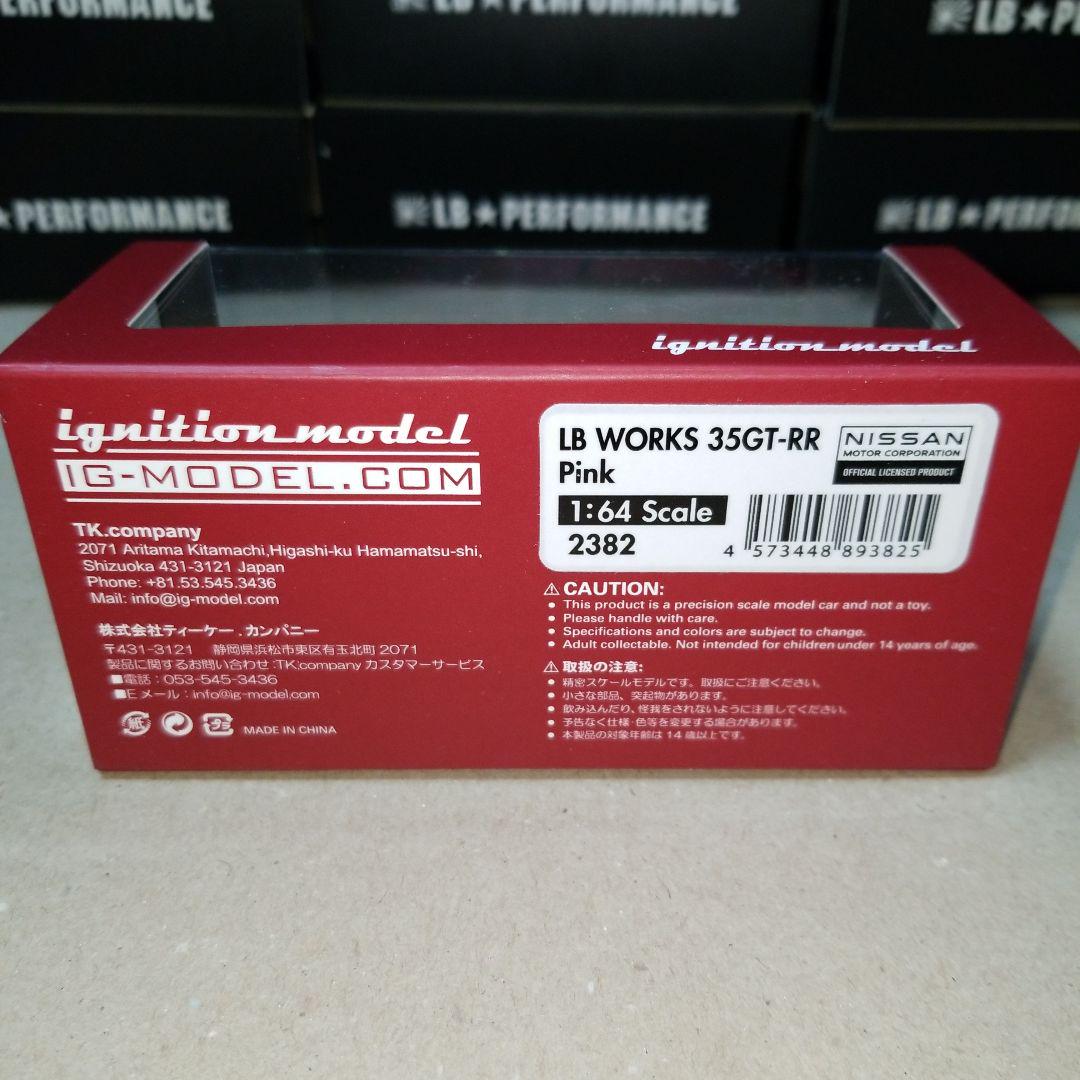 PERFORMANCE
LB★PERFORMANCE
LB★PE
★PERFORMANCE
LB★PERFORMANCE
LB★PERFO
ignition model
ignition model
IG-MODEL.COM
TK.company
2071 Aritama Kitamachi,Higashi-ku Hamamatsu-shi,
Shizuoka 431-3121 Japan
Phone: +81.53.545.3436
Mail: info@ig-model.com
株式会社ティーケー.カンパニー
〒431-3121 静岡県浜松市東区有玉北町 2071
製品に関するお問い合わせ:TK.company カスタマーサービス
■電話:053-545-3436
■E メール:info@ig-model.com
紙 プラ MADE IN CHINA
LB WORKS 35GT-RR
Pink
1:64 Scale
2382
NISSAN
MOTOR CORPORATION
OFFICIAL LICENSED PRODUCT
4 573448 893825
⚠ CAUTION:
• This product is a precision scale model car and not a toy.
• Please handle with care.
• Specifications and colors are subject to change.
• Adult collectable. Not intended for children under 14 years of age.
⚠ 取扱の注意:
• 精密スケールモデルです。取扱にご注意ください。
• 小さな部品、突起物があります。
• 飲み込んだり、怪我をされないように注意してください。
• 予告なく仕様・色等を変更する場合があります。
• 本製品の対象年齢は 14 歳以上です。